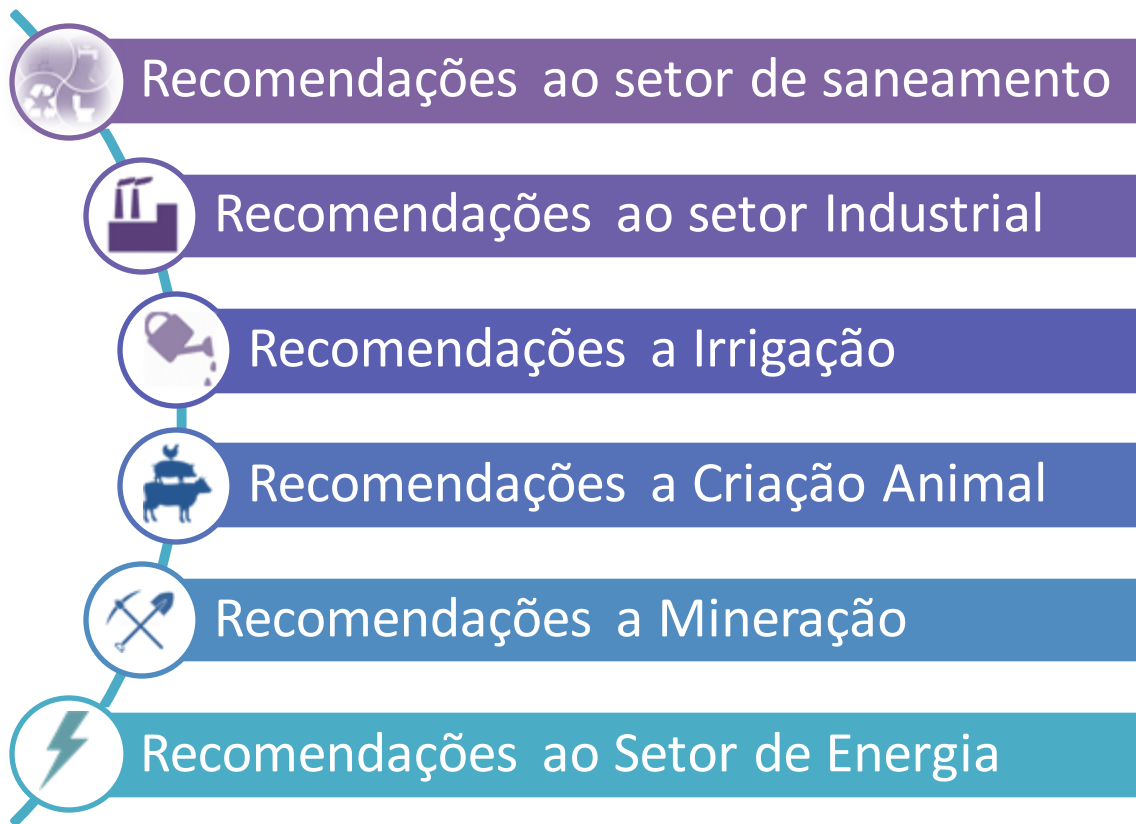 Recomendações ao setor de saneamento
Recomendações ao setor Industrial
Recomendações a Irrigação
Recomendações a Criação Animal
Recomendações a Mineração
Recomendações ao Setor de Energia